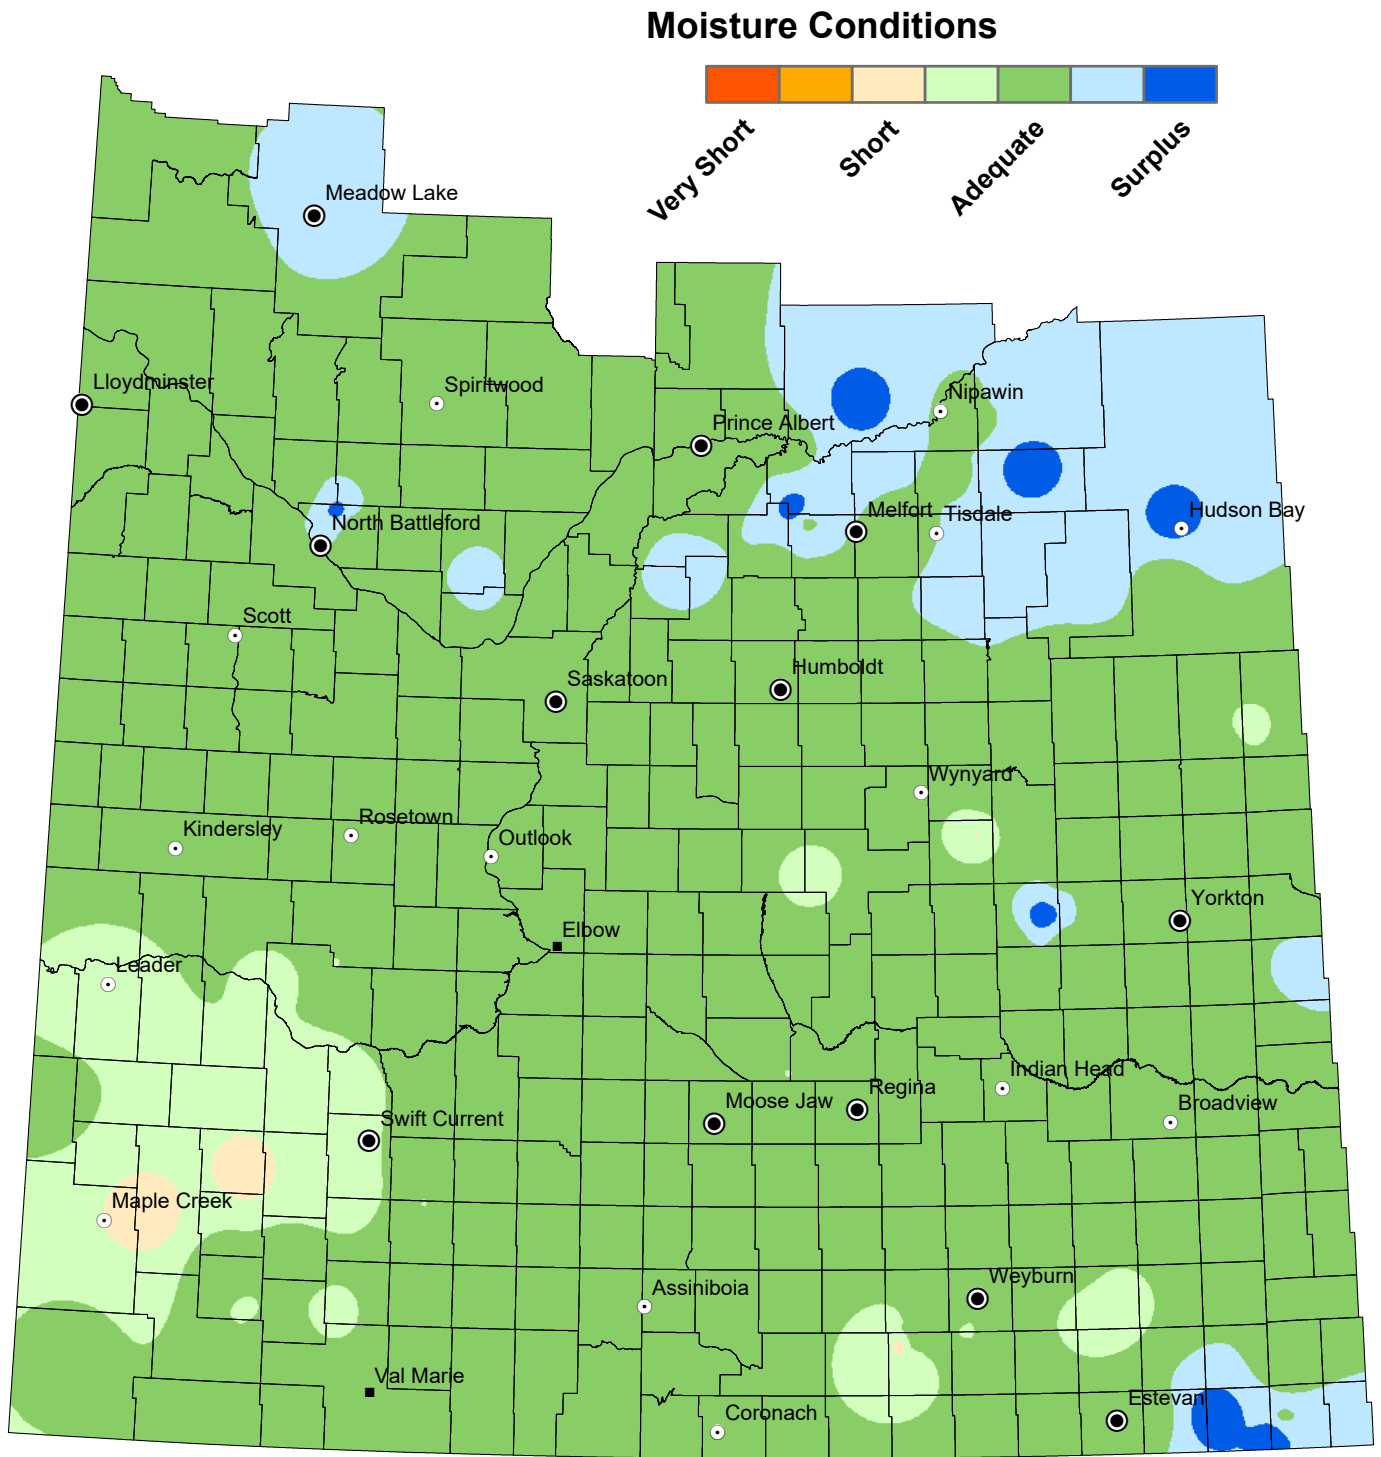 Moisture Conditions
Very Short
Short
Adequate
Surplus
Meadow Lake
Lloydminster
Spiritwood
Nipawin
Prince Albert
Melfort
Tisdale
Hudson Bay
North Battleford
Scott
Saskatoon
Humboldt
Wynyard
Kindersley
Rosetown
Outlook
Yorkton
Elbow
Leader
Indian Head
Regina
Moose Jaw
Broadview
Swift Current
Maple Creek
Weyburn
Assiniboia
Val Marie
Estevan
Coronach